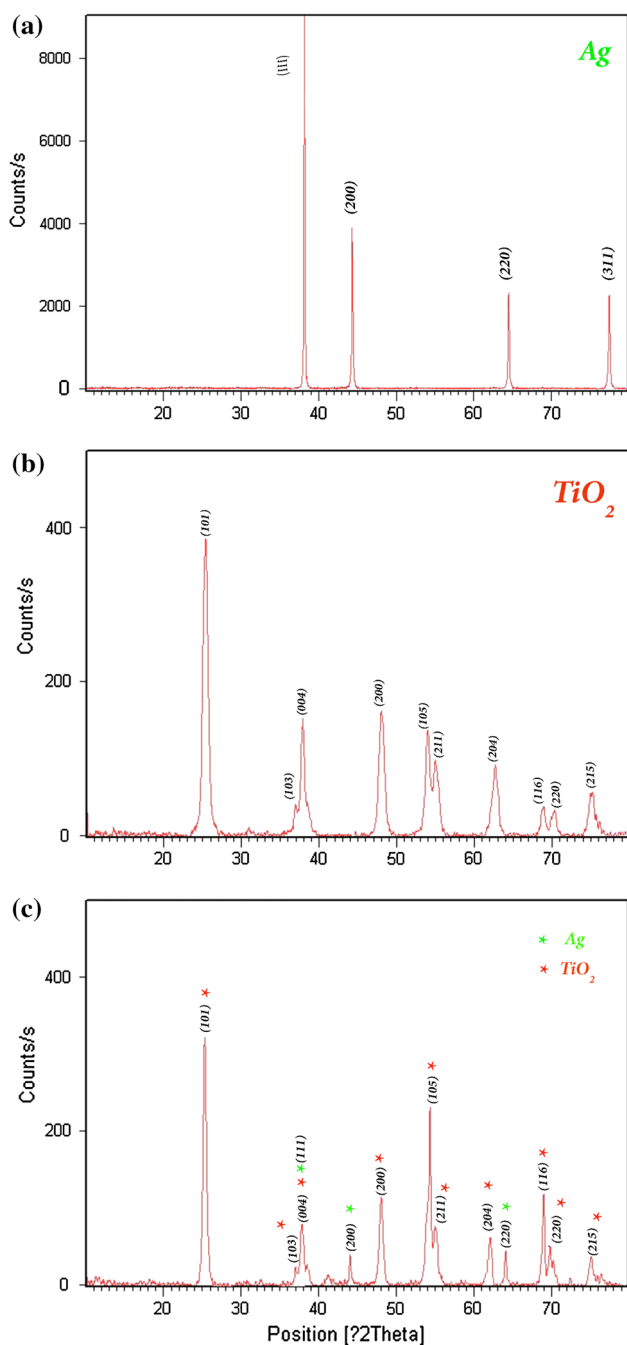 (a)
Ag
8000
6000
4000
2000
0
Counts/s
(111)
(200)
(220)
(311)
20 30 40 50 60 70
(b)
TiO2
400
200
0
Counts/s
(101)
(103)
(004)
(200)
(105)
(211)
(204)
(116)
(220)
(215)
20 30 40 50 60 70
(c)
Ag
TiO2
400
200
0
Counts/s
(101)
(103)
(004)
(111)
(200)
(200)
(105)
(211)
(204)
(220)
(116)
(220)
(215)
20 30 40 50 60 70
Position [?2Theta]